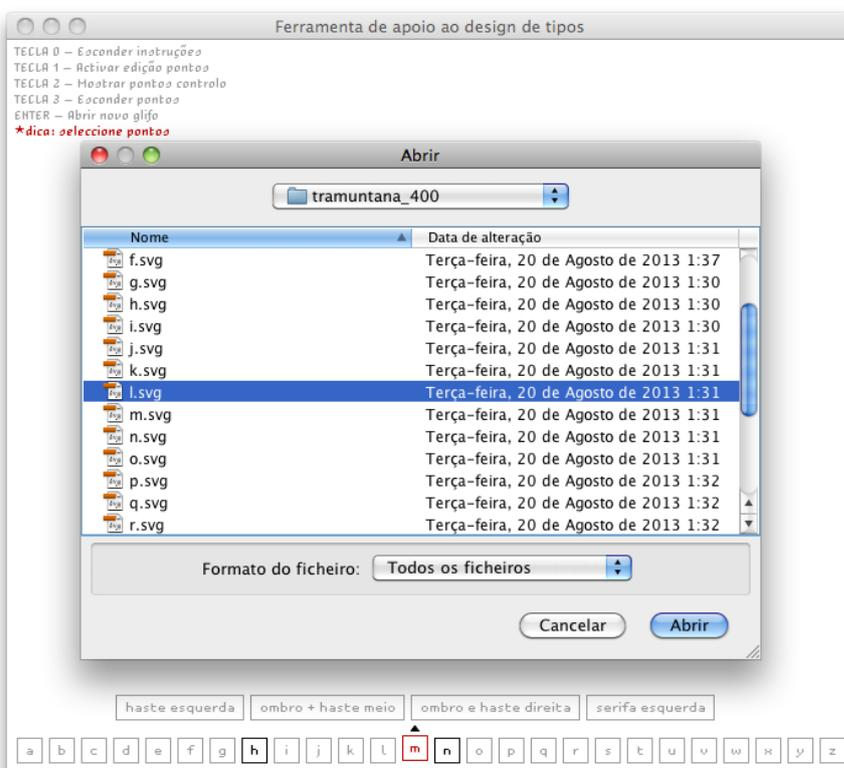 Ferramenta de apoio ao design de tipos
TECLA 0 – Esconder instruções
TECLA 1 – Activar edição pontos
TECLA 2 – Mostrar pontos controlo
TECLA 3 – Esconder pontos
ENTER – Abrir novo glifo
*dica: seleccione pontos
Abrir
tramuntana_400
Nome Data de alteração
f.svg Terça-feira, 20 de Agosto de 2013 1:37
g.svg Terça-feira, 20 de Agosto de 2013 1:30
h.svg Terça-feira, 20 de Agosto de 2013 1:30
i.svg Terça-feira, 20 de Agosto de 2013 1:30
j.svg Terça-feira, 20 de Agosto de 2013 1:31
k.svg Terça-feira, 20 de Agosto de 2013 1:31
l.svg Terça-feira, 20 de Agosto de 2013 1:31
m.svg Terça-feira, 20 de Agosto de 2013 1:31
n.svg Terça-feira, 20 de Agosto de 2013 1:31
o.svg Terça-feira, 20 de Agosto de 2013 1:31
p.svg Terça-feira, 20 de Agosto de 2013 1:32
q.svg Terça-feira, 20 de Agosto de 2013 1:32
r.svg Terça-feira, 20 de Agosto de 2013 1:32
Formato do ficheiro: Todos os ficheiros
Cancelar Abrir
haste esquerda ombro + haste meio ombro e haste direita serifa esquerda
a b c d e f g h i j k l m n o p q r s t u v w x y z